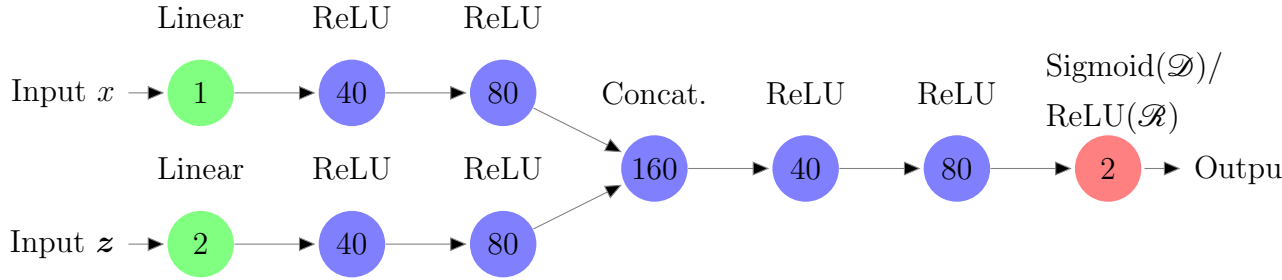 Linear ReLU ReLU
Input x 1 40 80
Linear ReLU ReLU
Input z 2 40 80
Concat. ReLU ReLU Sigmoid(𝒟)/
ReLU(ℛ)
160 40 80 2 Outpu